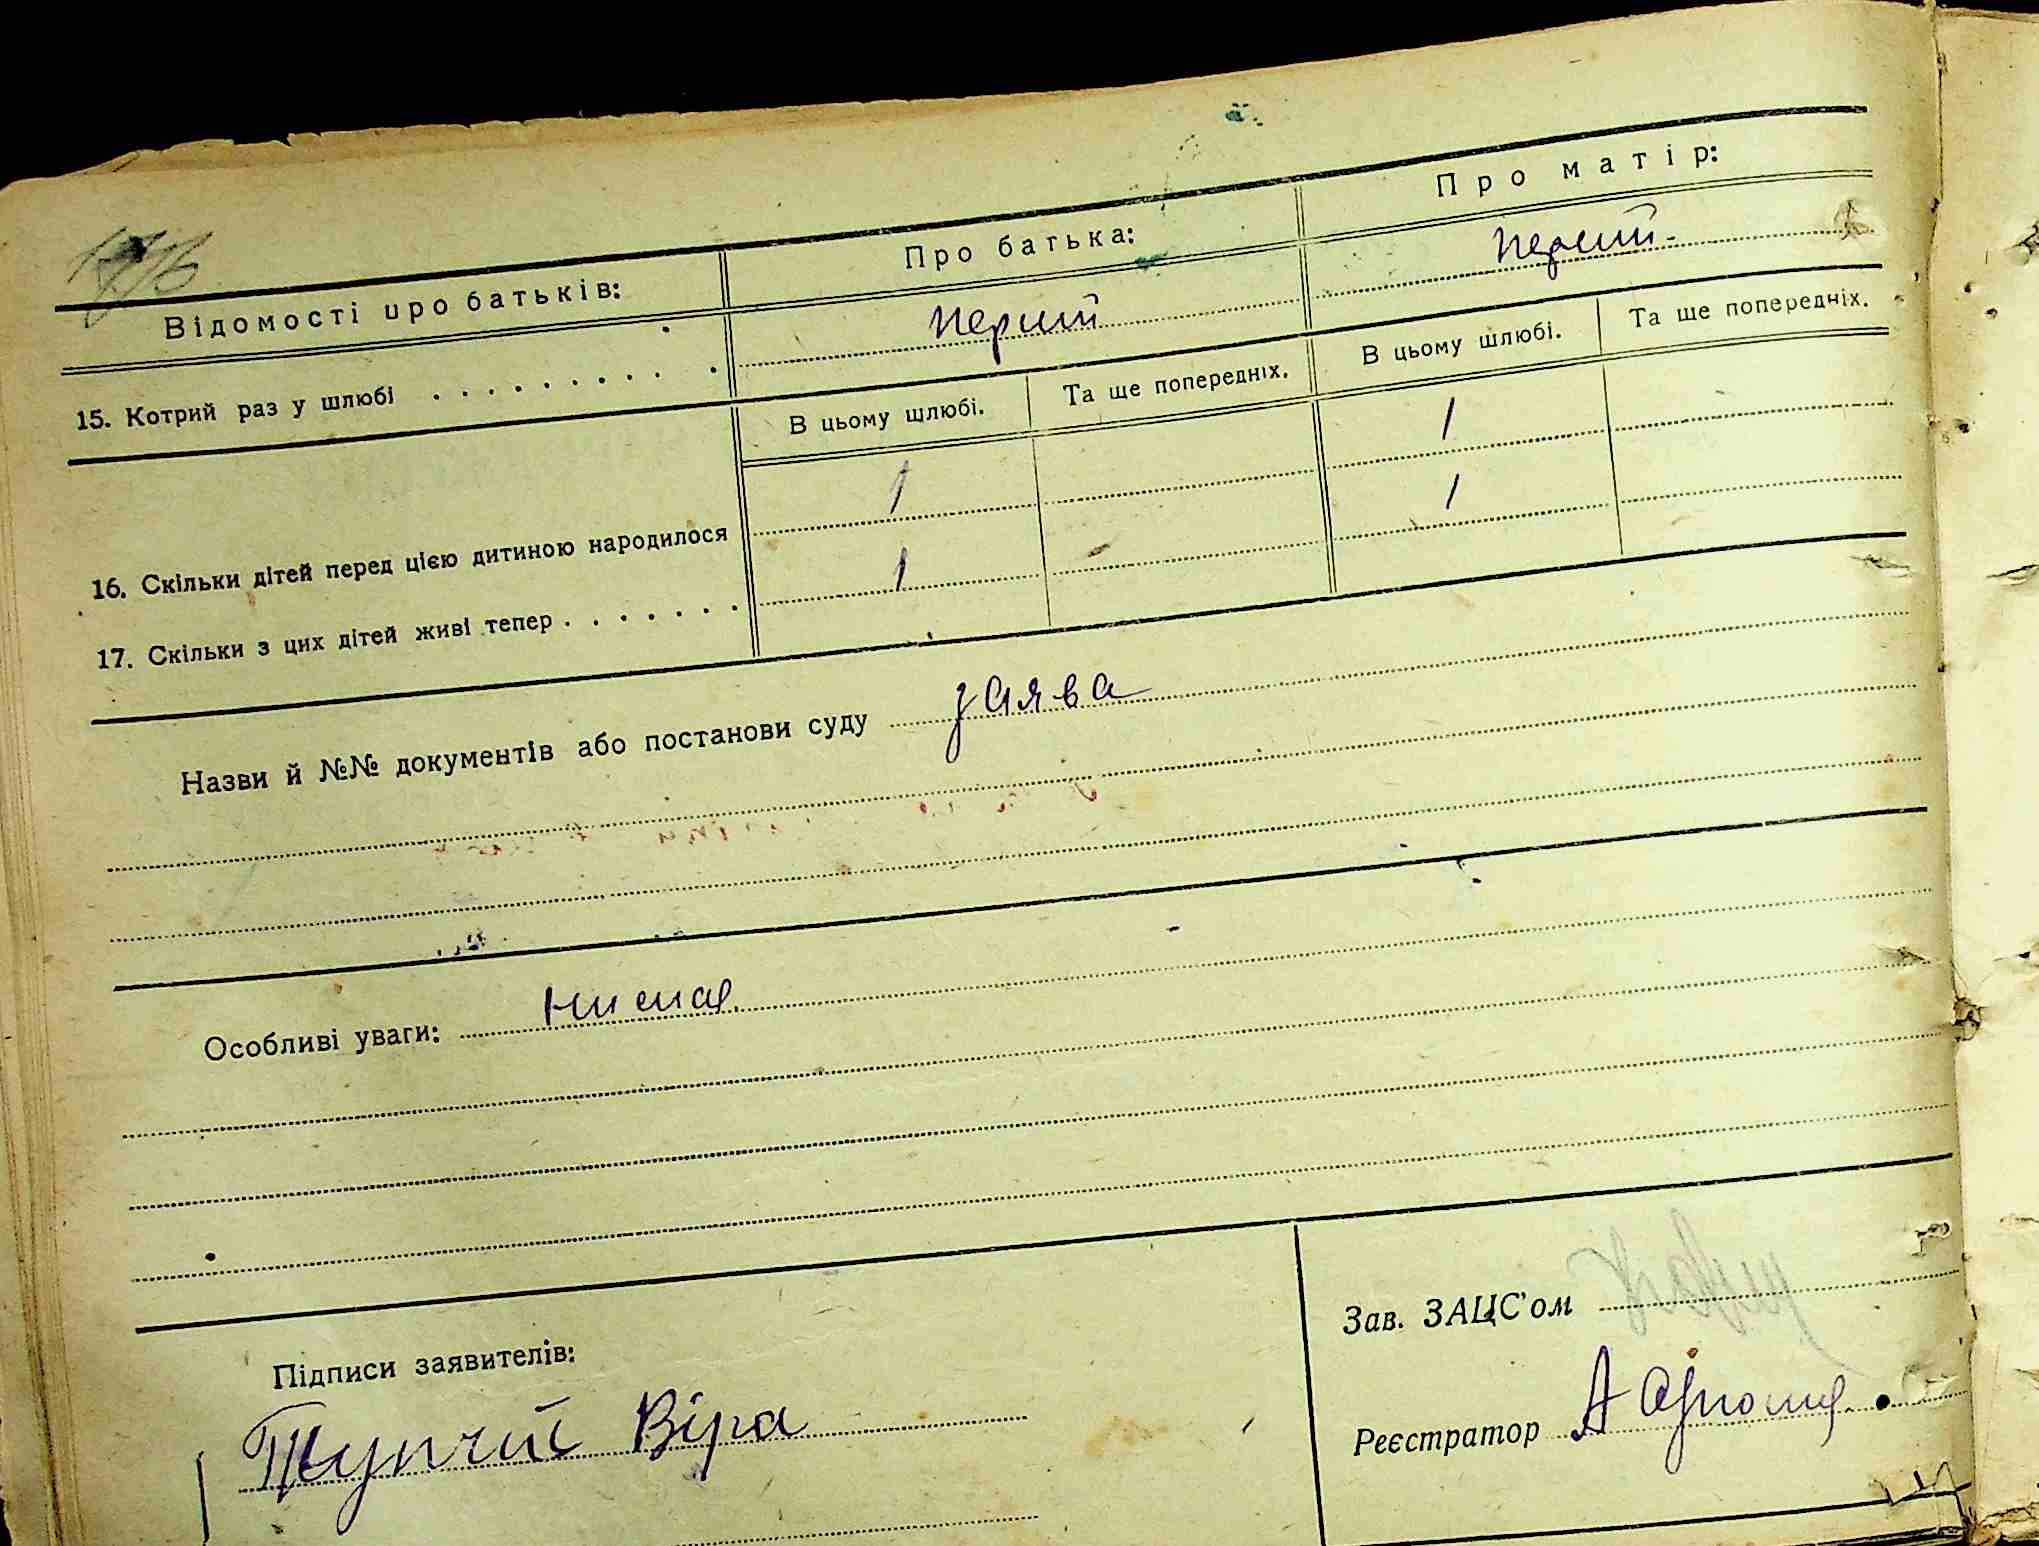 Відомості про батьків:
Про батька:
Про матір:
15. Котрий раз у шлюбі
перший
перший
В цьому шлюбі.
Та ще попередніх.
В цьому шлюбі.
Та ще попередніх.
16. Скільки дітей перед цією дитиною народилося
1
1
17. Скільки з цих дітей живі тепер
1
1
Назви й №№ документів або постанови суду заява
Особливі уваги: немає
Підписи заявителів:
Віра
Зав. ЗАЦС'ом
Реєстратор